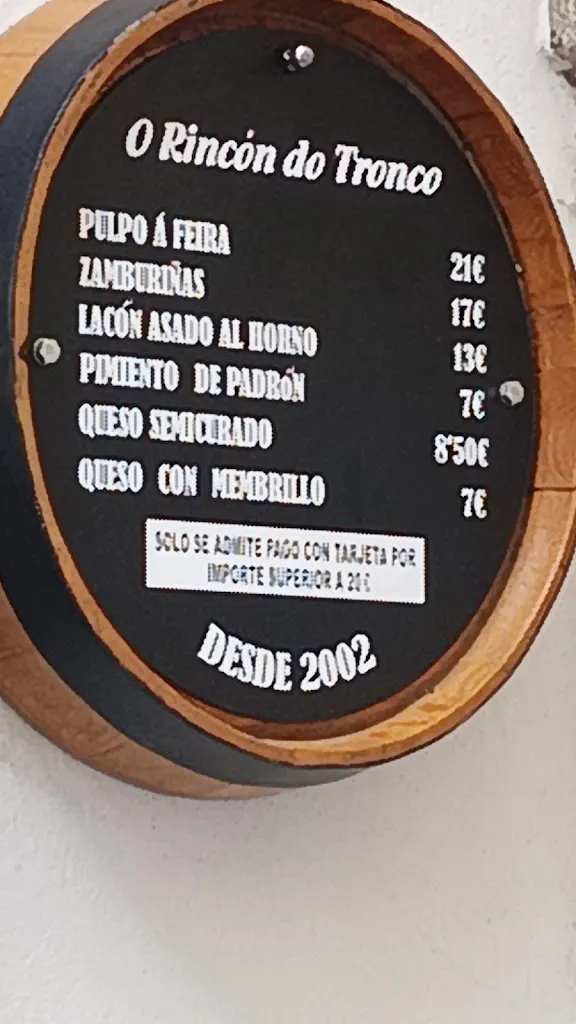 O Rincón do Tronco
PULPO Á FEIRA 21€
ZAMBURIÑAS 17€
LACÓN ASADO AL HORNO 13€
PIMIENTO DE PADRÓN 7€
QUESO SEMICURADO 8'50€
QUESO CON MEMBRILLO 7€
SOLO SE ADMITE PAGO CON TARJETA POR
IMPORTE SUPERIOR A 20€
DESDE 2002